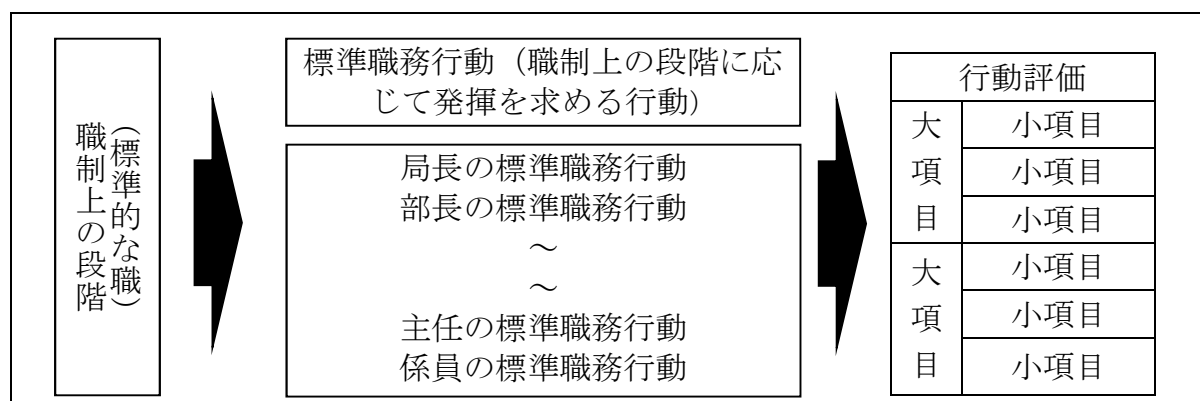 職制上の段階
（標準的な職）
標準職務行動（職制上の段階に応
じて発揮を求める行動）
局長の標準職務行動
部長の標準職務行動
～
～
主任の標準職務行動
係員の標準職務行動
行動評価
大項目
小項目
小項目
小項目
大項目
小項目
小項目
小項目